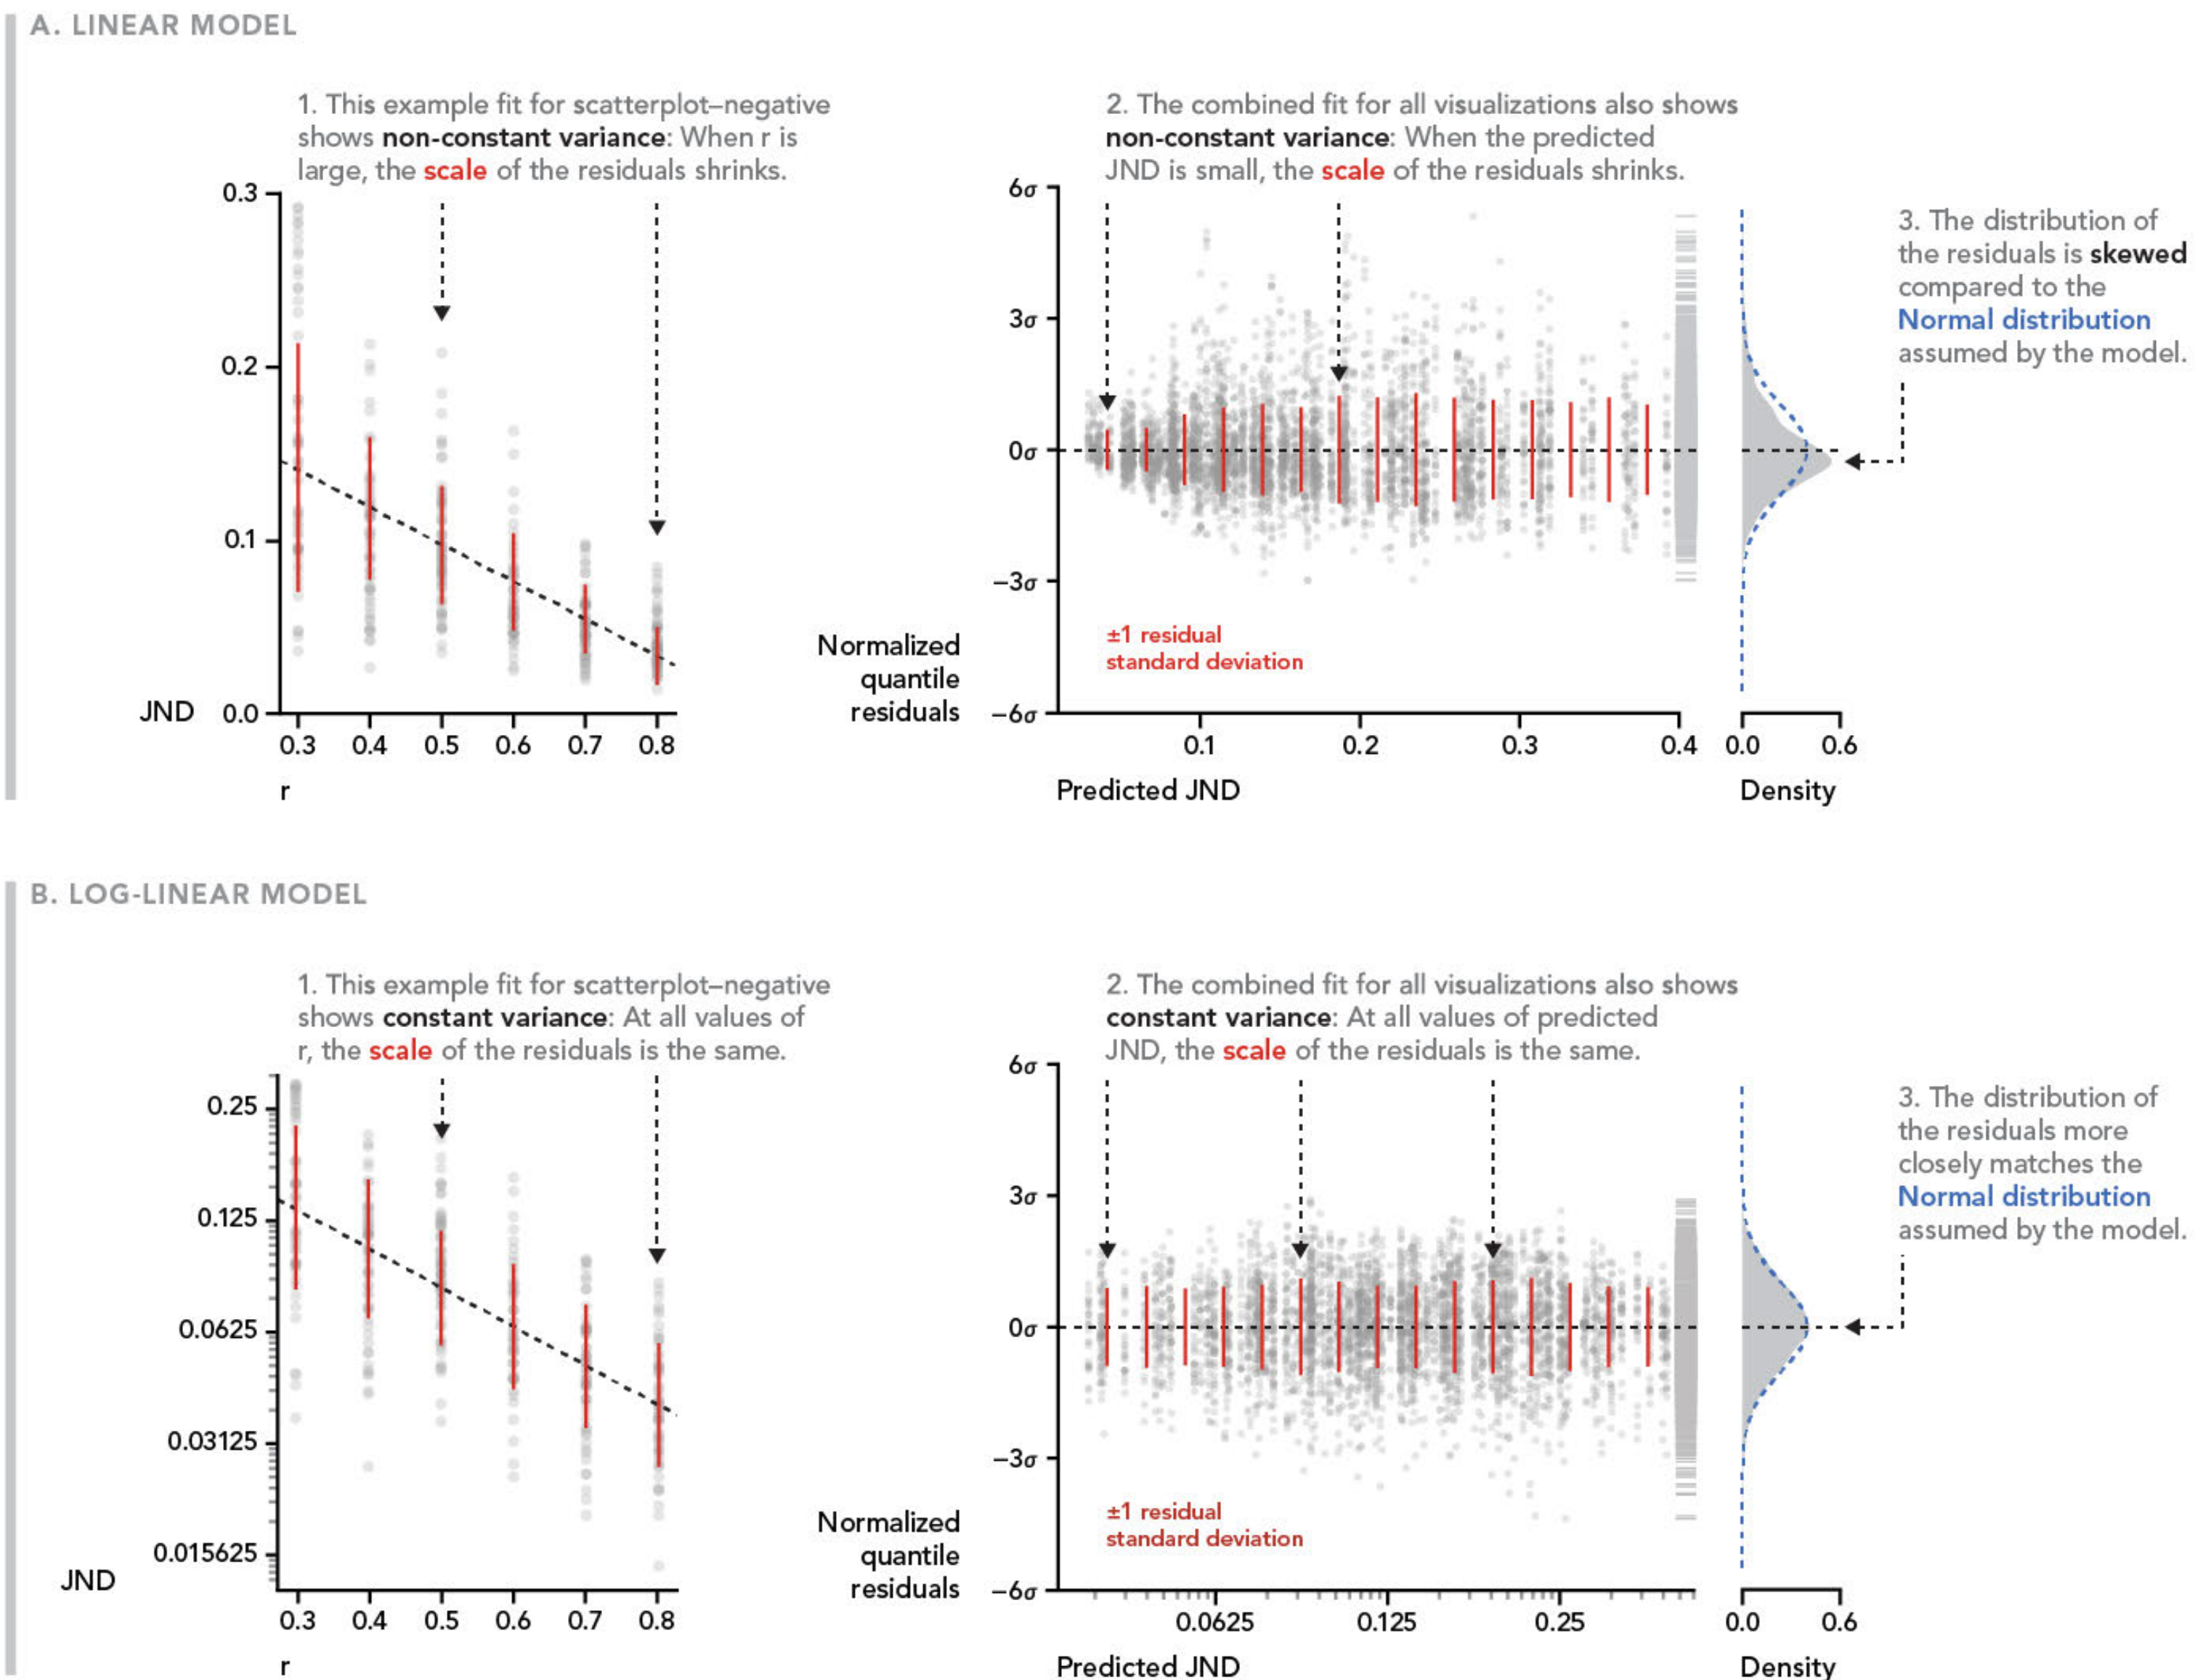 A. LINEAR MODEL
1. This example fit for scatterplot–negative
shows non-constant variance: When r is
large, the scale of the residuals shrinks.
0.3
0.2
0.1
0.0
JND
0.3 0.4 0.5 0.6 0.7 0.8
r
2. The combined fit for all visualizations also shows
non-constant variance: When the predicted
JND is small, the scale of the residuals shrinks.
6σ
3σ
0σ
−3σ
−6σ
Normalized
quantile
residuals
±1 residual
standard deviation
0.1 0.2 0.3 0.4
Predicted JND
0.0 0.6
Density
3. The distribution of
the residuals is skewed
compared to the
Normal distribution
assumed by the model.
B. LOG-LINEAR MODEL
1. This example fit for scatterplot–negative
shows constant variance: At all values of
r, the scale of the residuals is the same.
0.25
0.125
0.0625
0.03125
0.015625
JND
0.3 0.4 0.5 0.6 0.7 0.8
r
2. The combined fit for all visualizations also shows
constant variance: At all values of predicted
JND, the scale of the residuals is the same.
6σ
3σ
0σ
−3σ
−6σ
Normalized
quantile
residuals
±1 residual
standard deviation
0.0625 0.125 0.25
Predicted JND
0.0 0.6
Density
3. The distribution of
the residuals more
closely matches the
Normal distribution
assumed by the model.